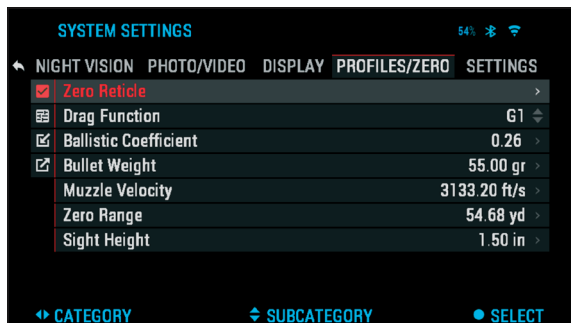 SYSTEM SETTINGS 54%
NIGHT VISION PHOTO/VIDEO DISPLAY PROFILES/ZERO SETTINGS
Zero Reticle
Drag Function G1
Ballistic Coefficient 0.26
Bullet Weight 55.00 gr
Muzzle Velocity 3133.20 ft/s
Zero Range 54.68 yd
Sight Height 1.50 in
CATEGORY SUBCATEGORY SELECT